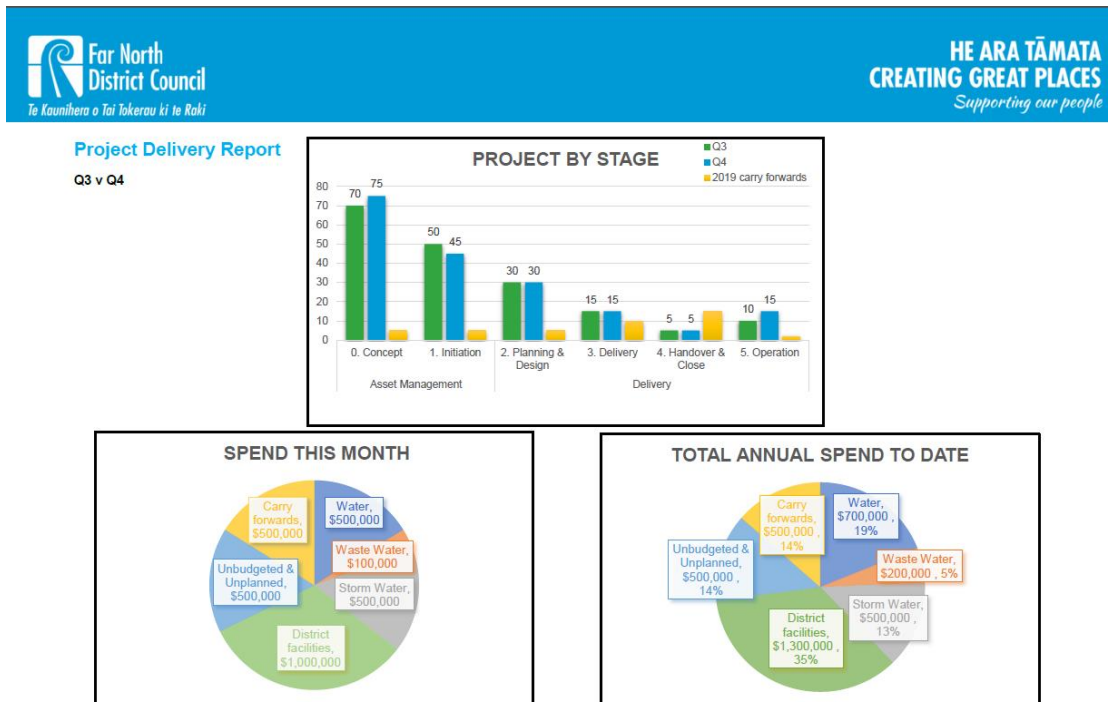 Far North
District Council
Te Kaunihera o Tai Tokerau ki te Raki
HE ARA TĀMATA
CREATING GREAT PLACES
Supporting our people
Project Delivery Report
Q3 v Q4
PROJECT BY STAGE
Q3
Q4
2019 carry forwards
80
70
60
50
40
30
20
10
0
70 75
50 45
30 30
15 15
5 5
10 15
0. Concept
1. Initiation
2. Planning &
Design
3. Delivery
4. Handover &
Close
5. Operation
Asset Management
Delivery
SPEND THIS MONTH
Carry
forwards,
$500,000
Water,
$500,000
Waste Water,
$100,000
Unbudgeted &
Unplanned,
$500,000
Storm Water,
$500,000
District
facilities,
$1,000,000
TOTAL ANNUAL SPEND TO DATE
Carry
forwards,
$500,000 ,
14%
Water,
$700,000 ,
19%
Unbudgeted &
Unplanned,
$500,000 ,
14%
Waste Water,
$200,000 , 5%
Storm Water,
$500,000 ,
13%
District
facilities,
$1,300,000 ,
35%